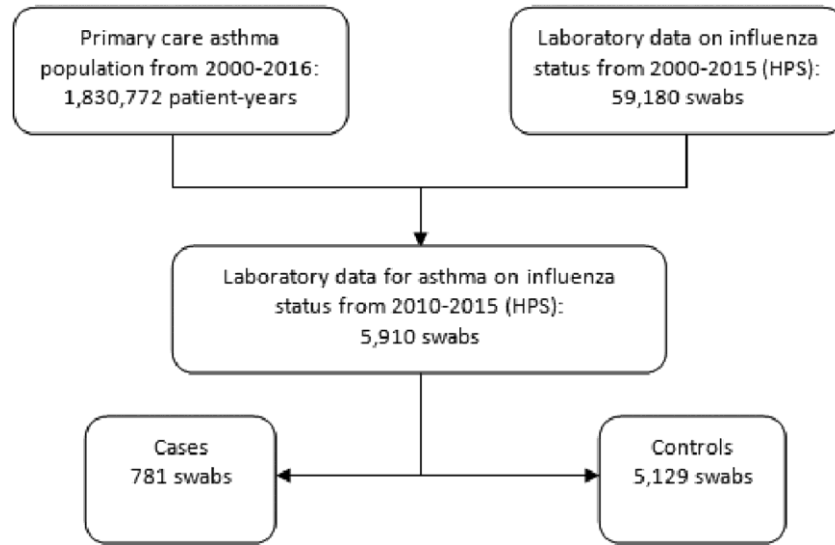 Primary care asthma
population from 2000-2016:
1,830,772 patient-years
Laboratory data on influenza
status from 2000-2015 (HPS):
59,180 swabs
Laboratory data for asthma on influenza
status from 2010-2015 (HPS):
5,910 swabs
Cases
781 swabs
Controls
5,129 swabs